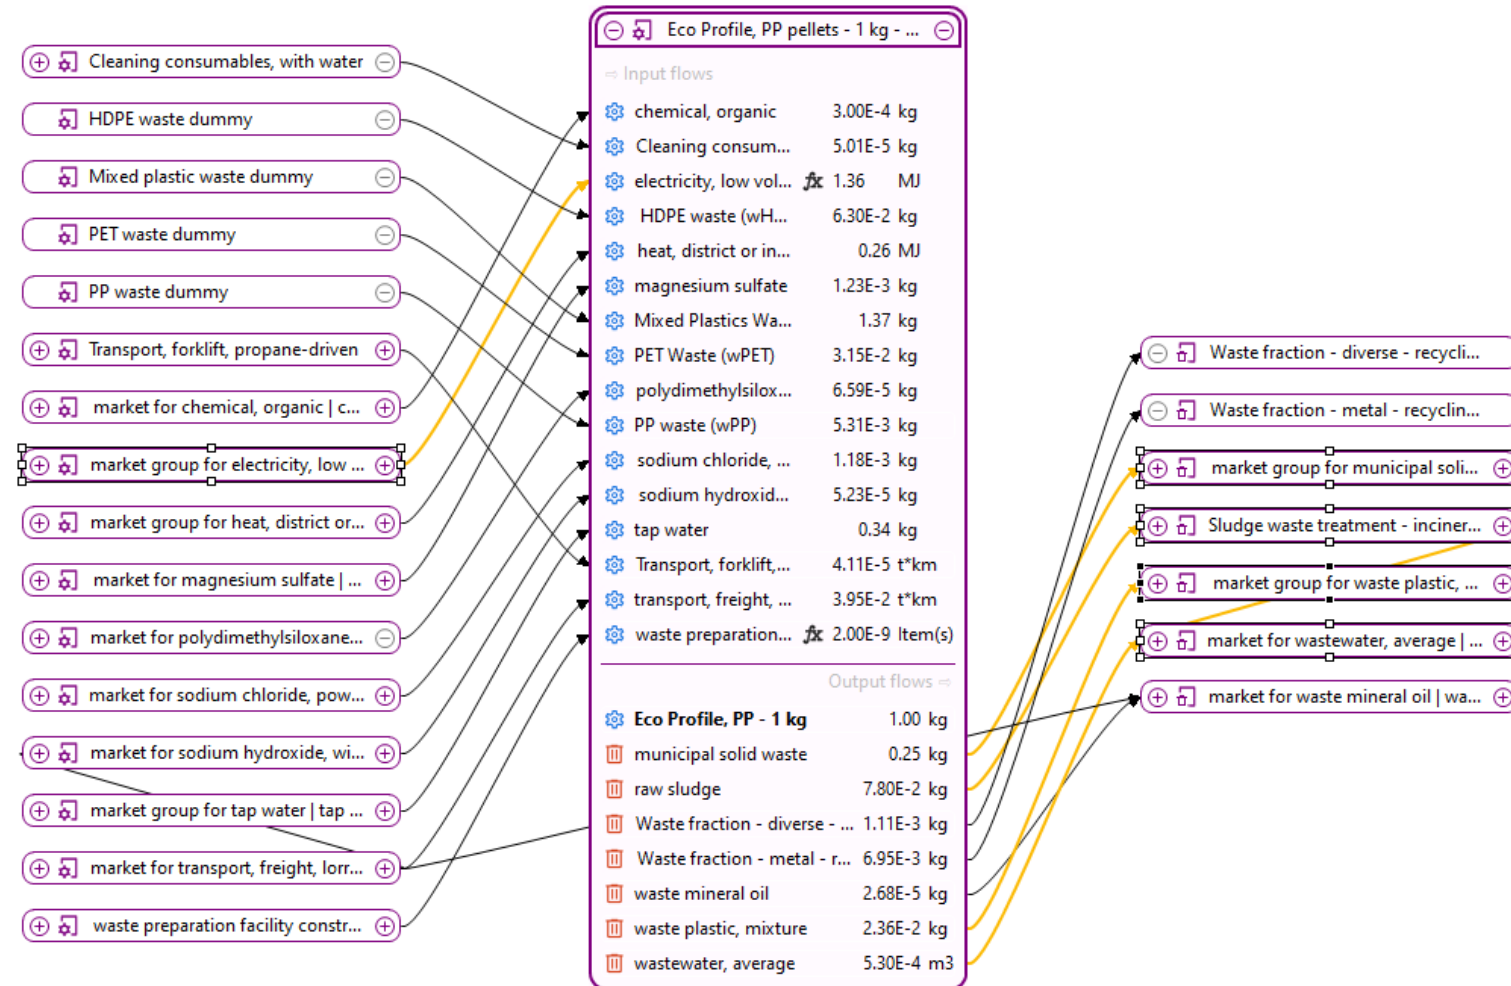 Cleaning consumables, with water
HDPE waste dummy
Mixed plastic waste dummy
PET waste dummy
PP waste dummy
Transport, forklift, propane-driven
market for chemical, organic | c...
market group for electricity, low ...
market group for heat, district or...
market for magnesium sulfate | ...
market for polydimethylsiloxane...
market for sodium chloride, pow...
market for sodium hydroxide, wi...
market group for tap water | tap ...
market for transport, freight, lorr...
waste preparation facility constr...
Eco Profile, PP pellets - 1 kg - ...
⇨ Input flows
chemical, organic 3.00E-4 kg
Cleaning consum... 5.01E-5 kg
electricity, low vol... fx 1.36 MJ
HDPE waste (wH... 6.30E-2 kg
heat, district or in... 0.26 MJ
magnesium sulfate 1.23E-3 kg
Mixed Plastics Wa... 1.37 kg
PET Waste (wPET) 3.15E-2 kg
polydimethylsilox... 6.59E-5 kg
PP waste (wPP) 5.31E-3 kg
sodium chloride, ... 1.18E-3 kg
sodium hydroxid... 5.23E-5 kg
tap water 0.34 kg
Transport, forklift,... 4.11E-5 t*km
transport, freight, ... 3.95E-2 t*km
waste preparation... fx 2.00E-9 Item(s)
Output flows ⇨
Eco Profile, PP - 1 kg 1.00 kg
municipal solid waste 0.25 kg
raw sludge 7.80E-2 kg
Waste fraction - diverse - ... 1.11E-3 kg
Waste fraction - metal - r... 6.95E-3 kg
waste mineral oil 2.68E-5 kg
waste plastic, mixture 2.36E-2 kg
wastewater, average 5.30E-4 m3
Waste fraction - diverse - recycli...
Waste fraction - metal - recyclin...
market group for municipal soli...
Sludge waste treatment - inciner...
market group for waste plastic, ...
market for wastewater, average | ...
market for waste mineral oil | wa...